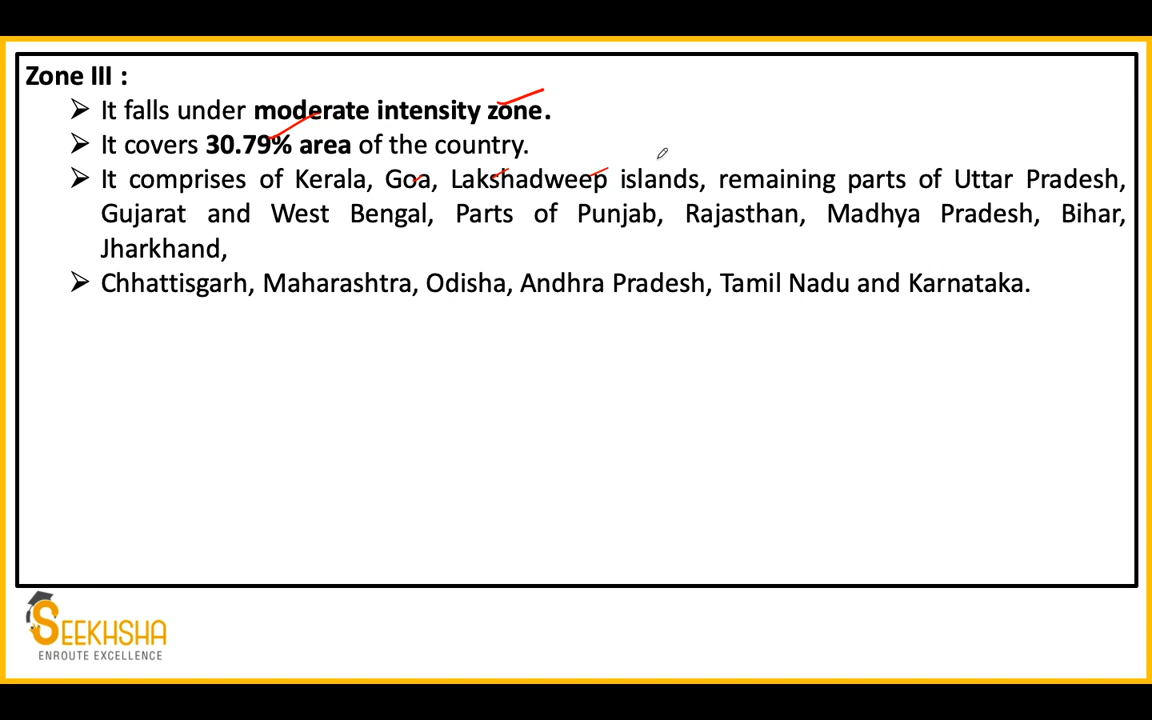 Zone III :
➢ It falls under moderate intensity zone.
➢ It covers 30.79% area of the country.
➢ It comprises of Kerala, Goa, Lakshadweep islands, remaining parts of Uttar Pradesh,
Gujarat and West Bengal, Parts of Punjab, Rajasthan, Madhya Pradesh, Bihar,
Jharkhand,
➢ Chhattisgarh, Maharashtra, Odisha, Andhra Pradesh, Tamil Nadu and Karnataka.
SEEKHSHA
ENROUTE EXCELLENCE